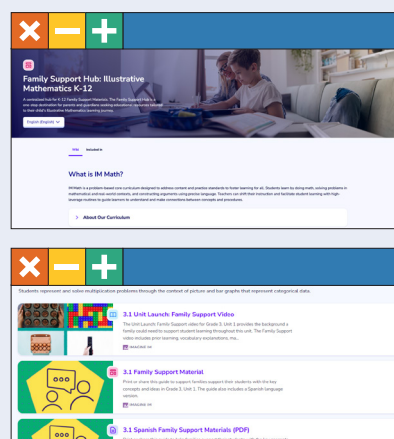 Family Support Hub: Illustrative
Mathematics K-12
A centralized hub for K-12 Family Support Materials. The Family Support Hub is a
one-stop destination for parents and guardians seeking educational resources tailored
to their child's Illustrative Mathematics learning journey.
English (English)
Info
Included in
What is IM Math?
IM Math is a problem-based core curriculum designed to address content and practice standards to foster learning for all. Students learn by doing math, solving problems in
mathematical and real-world contexts, and constructing arguments using precise language. Teachers can shift their instruction and facilitate student learning with high-
leverage routines to guide learners to understand and make connections between concepts and procedures.
About Our Curriculum
Students represent and solve multiplication problems through the context of picture and bar graphs that represent categorical data.
3.1 Unit Launch: Family Support Video
The Unit Launch: Family Support video for Grade 3, Unit 1 provides the background a
family could need to support student learning throughout this unit. The Family Support
video includes prior learning, vocabulary explanations, ma...
IMAGINE IM
3.1 Family Support Material
Print or share this guide to support families support their students with the key
concepts and ideas in Grade 3, Unit 1. The guide also includes a Spanish language
version.
IMAGINE IM
3.1 Spanish Family Support Materials (PDF)